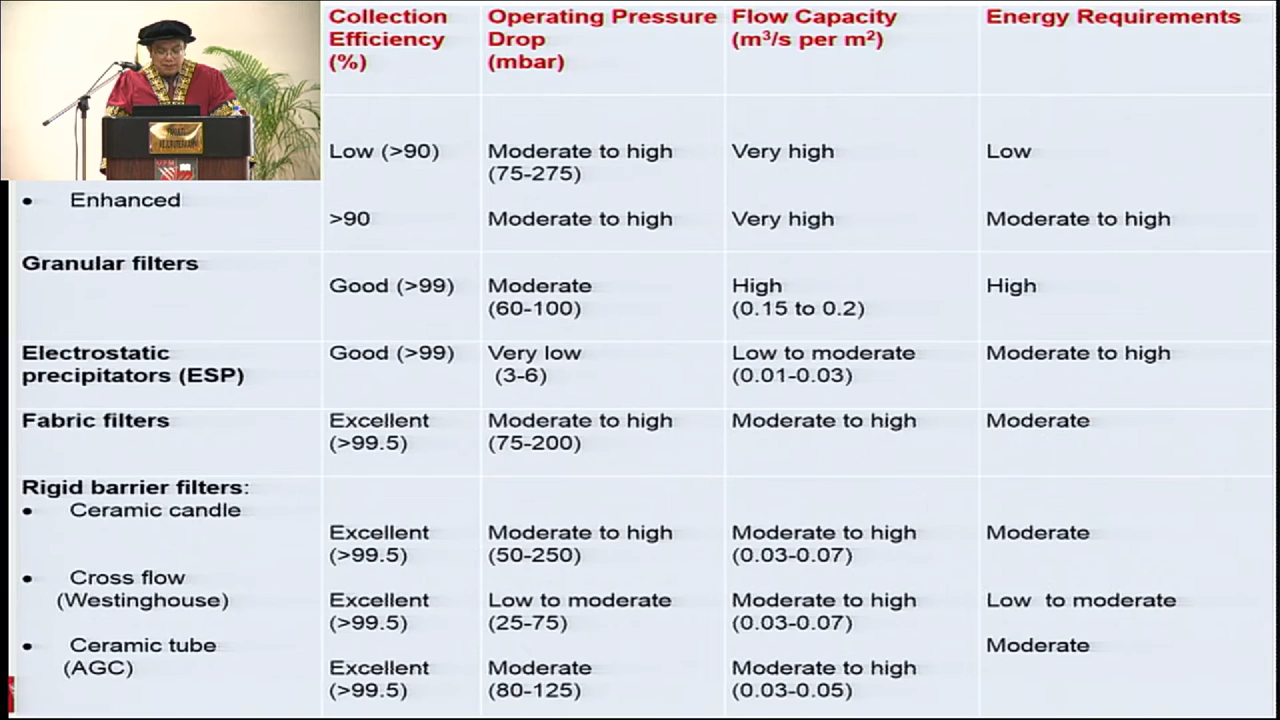 Collection Efficiency (%)
Operating Pressure Drop (mbar)
Flow Capacity (m³/s per m²)
Energy Requirements
Low (>90)
Moderate to high (75-275)
Very high
Low
• Enhanced
>90
Moderate to high
Very high
Moderate to high
Granular filters
Good (>99)
Moderate (60-100)
High (0.15 to 0.2)
High
Electrostatic precipitators (ESP)
Good (>99)
Very low (3-6)
Low to moderate (0.01-0.03)
Moderate to high
Fabric filters
Excellent (>99.5)
Moderate to high (75-200)
Moderate to high
Moderate
Rigid barrier filters:
• Ceramic candle
Excellent (>99.5)
Moderate to high (50-250)
Moderate to high (0.03-0.07)
Moderate
• Cross flow (Westinghouse)
Excellent (>99.5)
Low to moderate (25-75)
Moderate to high (0.03-0.07)
Low to moderate
• Ceramic tube (AGC)
Excellent (>99.5)
Moderate (80-125)
Moderate to high (0.03-0.05)
Moderate